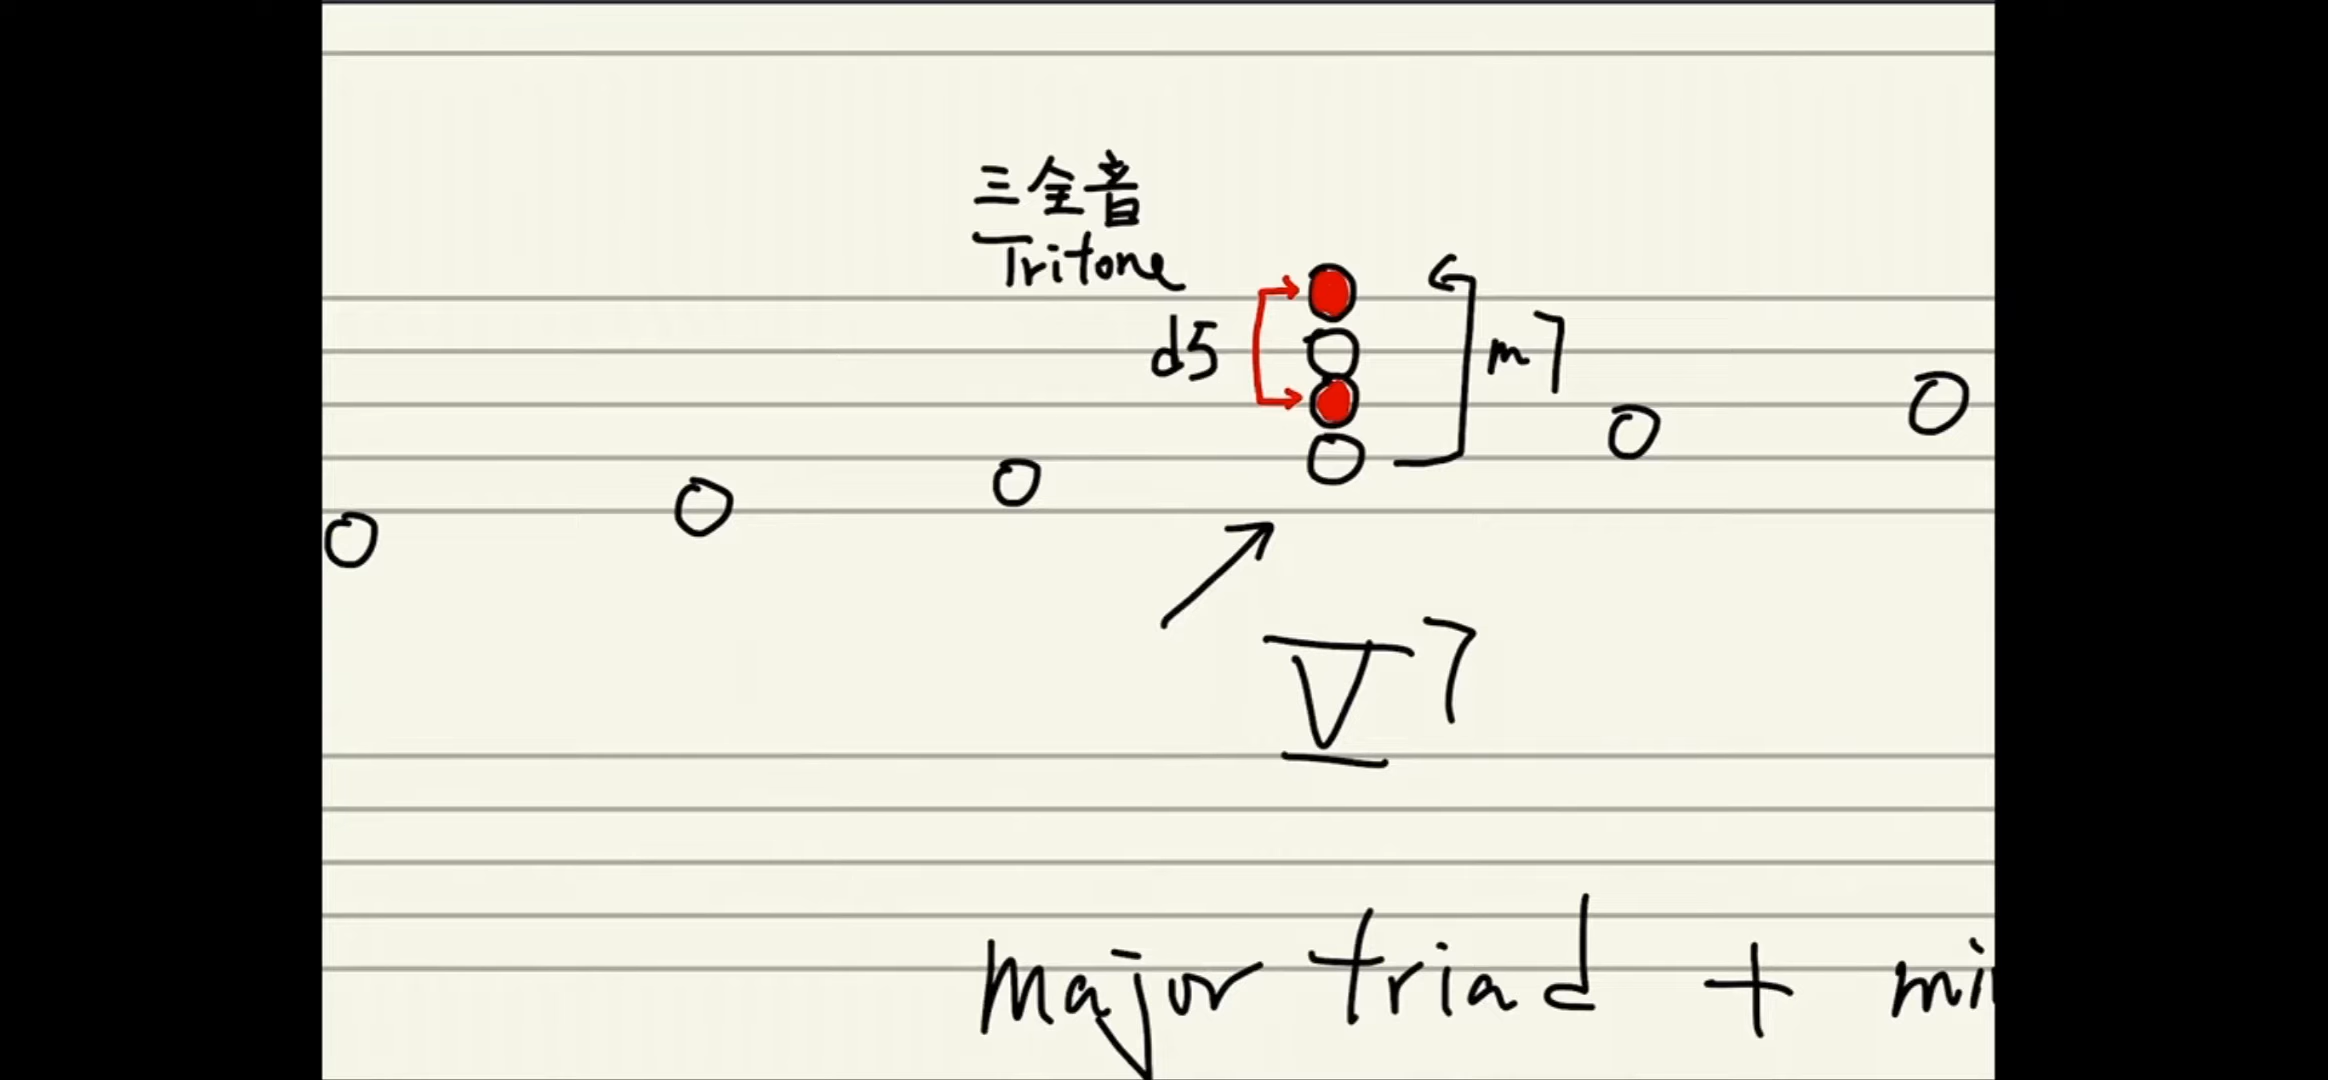 三全音
Tritone
d5
m7
V7
Major triad +